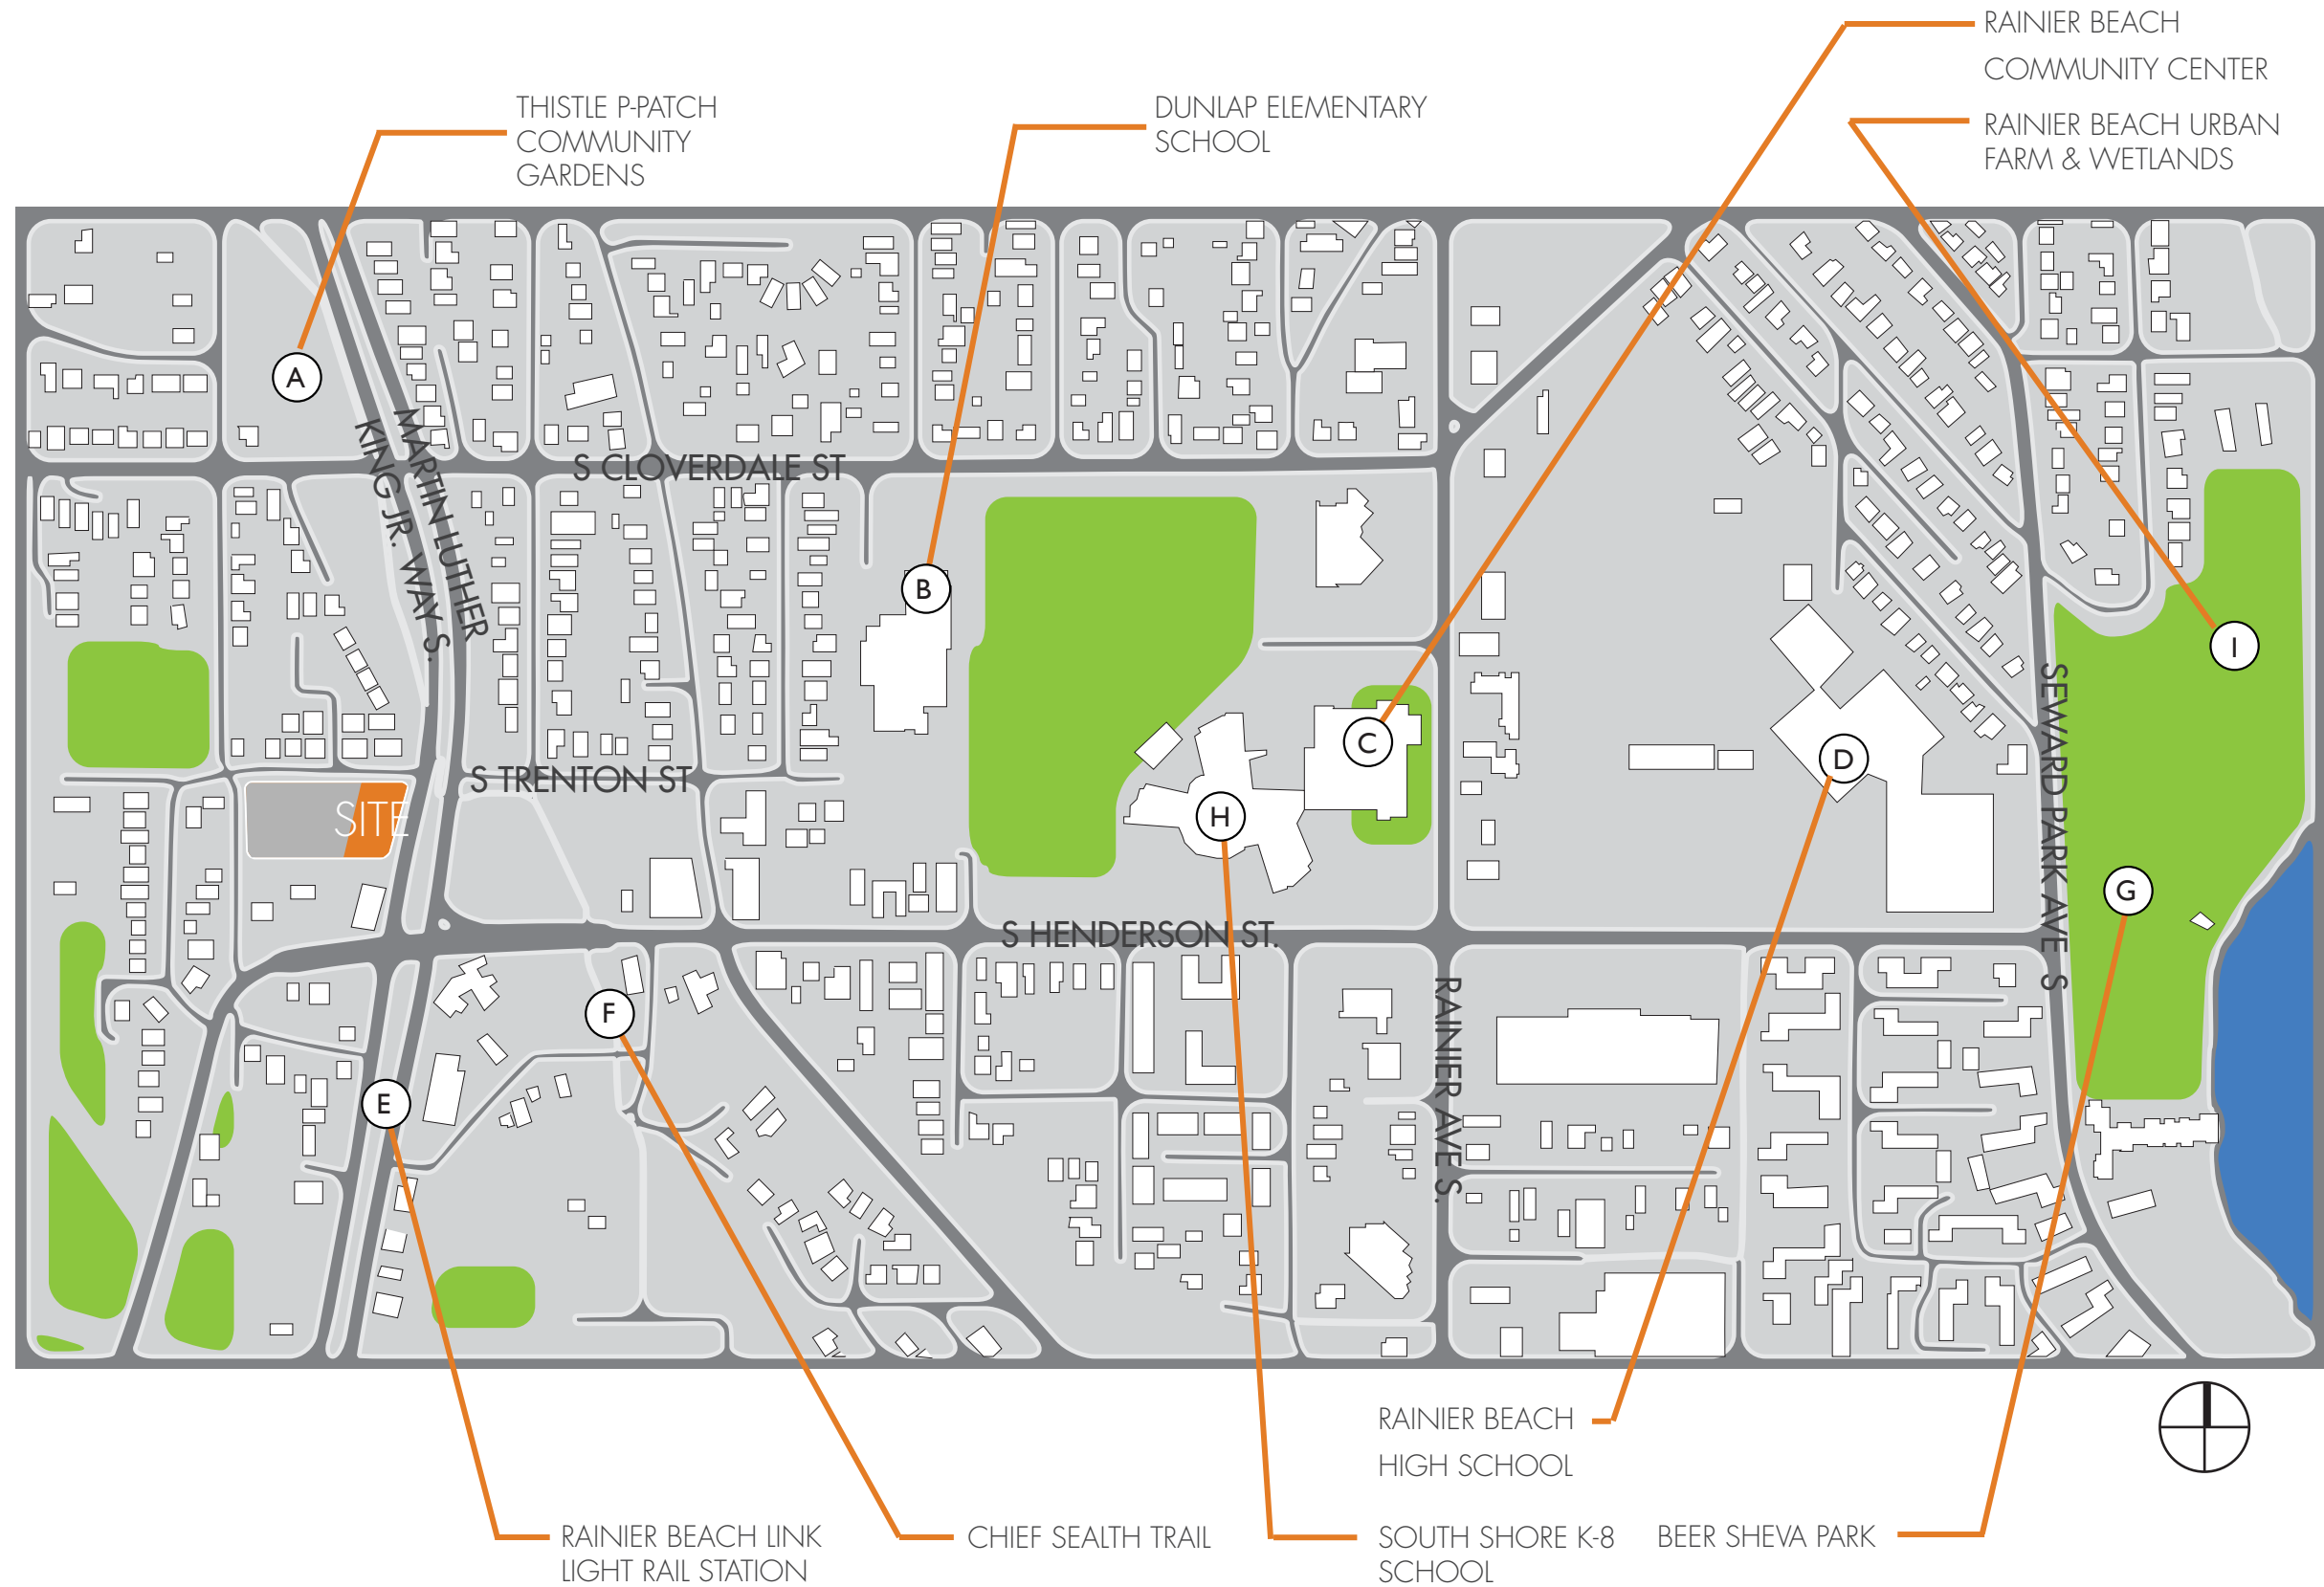 RAINIER BEACH
COMMUNITY CENTER
THISTLE P-PATCH
COMMUNITY
GARDENS
DUNLAP ELEMENTARY
SCHOOL
RAINIER BEACH URBAN
FARM & WETLANDS
A
MARTIN LUTHER
KING JR. WAY S.
S CLOVERDALE ST
B
I
SEWARD PARK AVE S
C
D
S TRENTON ST
SITE
H
G
S HENDERSON ST.
F
RAINIER AVE S.
E
RAINIER BEACH
HIGH SCHOOL
RAINIER BEACH LINK
LIGHT RAIL STATION
CHIEF SEALTH TRAIL
SOUTH SHORE K-8
SCHOOL
BEER SHEVA PARK